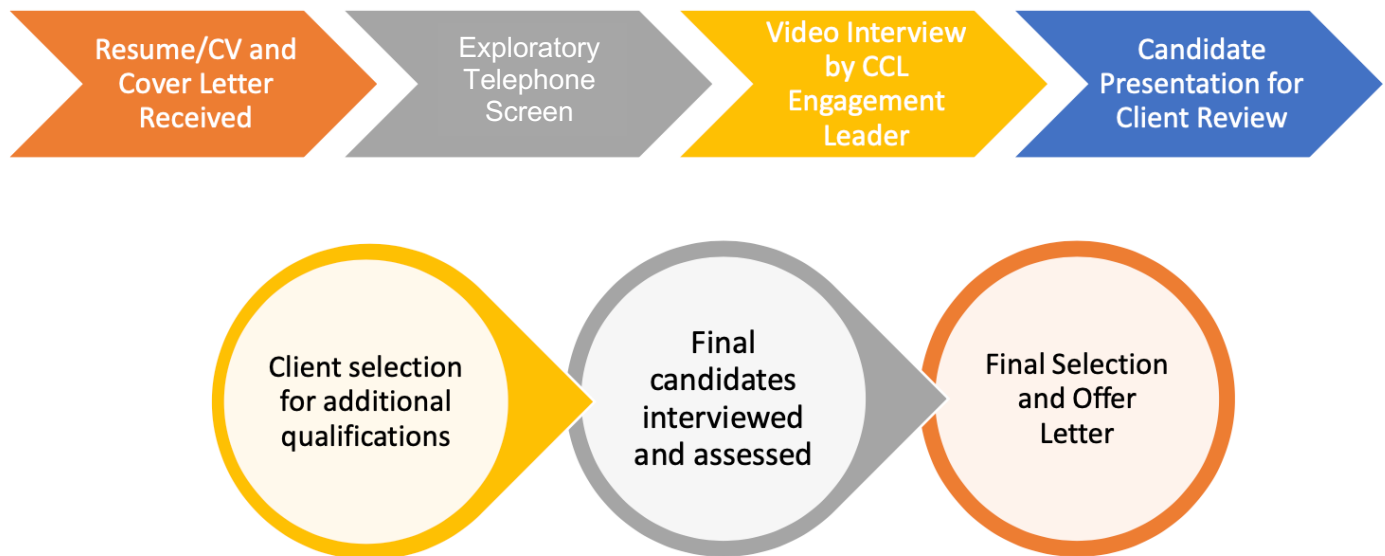 Resume/CV and
Cover Letter
Received
Exploratory
Telephone
Screen
Video Interview
by CCL
Engagement
Leader
Candidate
Presentation for
Client Review
Client selection
for additional
qualifications
Final
candidates
interviewed
and assessed
Final Selection
and Offer
Letter